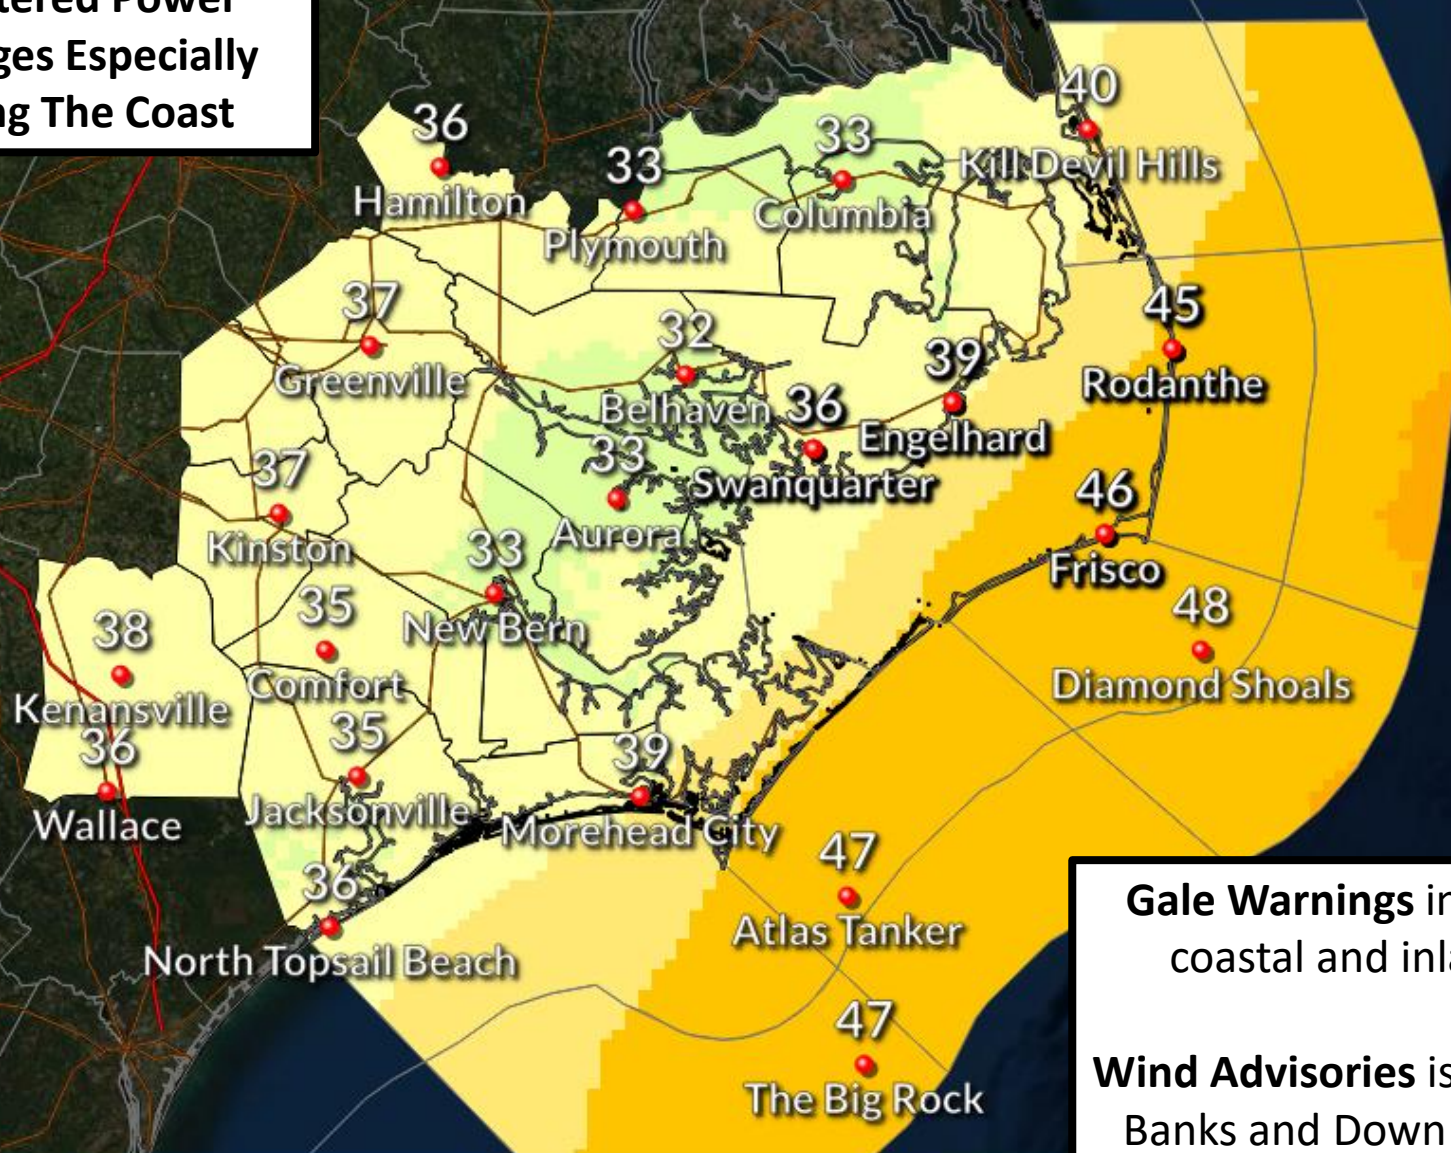 ges Especially
The Coast
40
36
33
33
Kill Devil Hills
Hamilton
Columbia
Plymouth
37
45
32
39
Greenville
Rodanthe
Belhaven
36
Engelhard
33
37
Swanquarter
46
Aurora
Kinston
33
Frisco
35
48
New Bern
38
Comfort
Diamond Shoals
Kenansville
35
36
39
Jacksonville
Wallace
Morehead City
47
36
Atlas Tanker
North Topsail Beach
47
The Big Rock
Gale Warnings
coastal and
Wind Advisories
Banks and Down